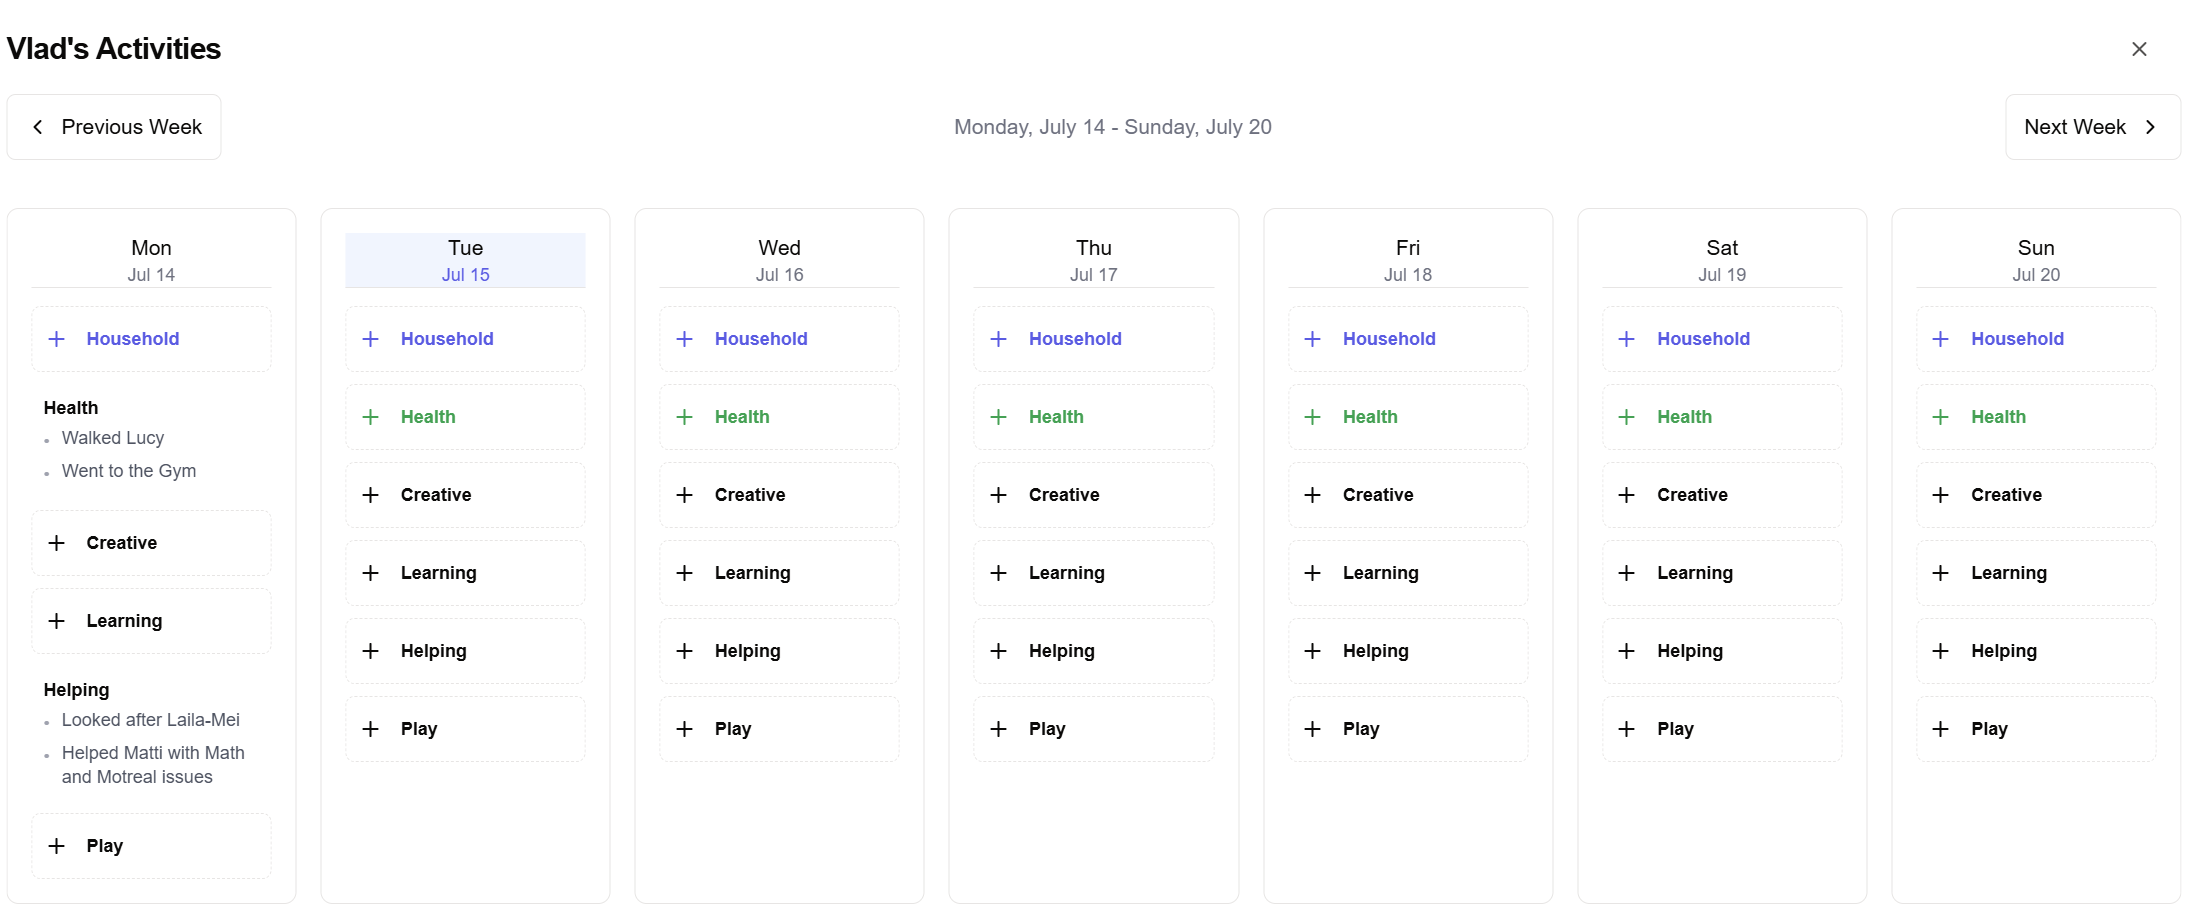 Vlad's Activities
Previous Week
Monday, July 14 - Sunday, July 20
Next Week
Mon
Jul 14
Household
Health
Walked Lucy
Went to the Gym
Creative
Learning
Helping
Looked after Laila-Mei
Helped Matti with Math
and Motreal issues
Play
Tue
Jul 15
Household
Health
Creative
Learning
Helping
Play
Wed
Jul 16
Household
Health
Creative
Learning
Helping
Play
Thu
Jul 17
Household
Health
Creative
Learning
Helping
Play
Fri
Jul 18
Household
Health
Creative
Learning
Helping
Play
Sat
Jul 19
Household
Health
Creative
Learning
Helping
Play
Sun
Jul 20
Household
Health
Creative
Learning
Helping
Play